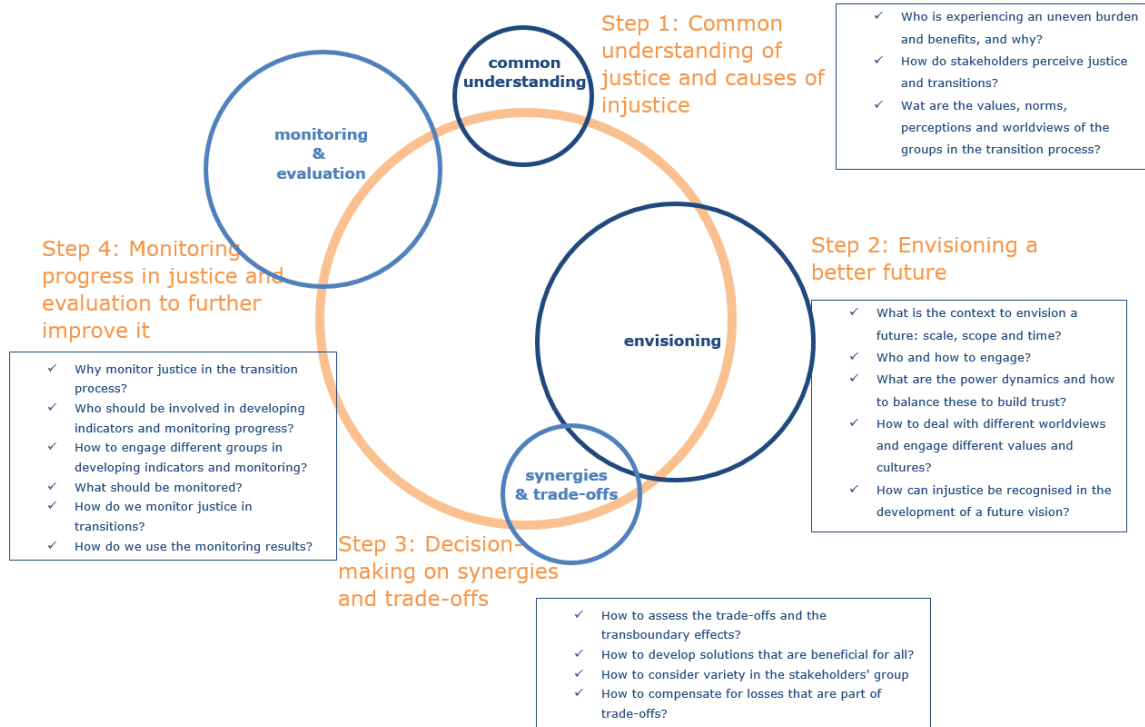 common
understanding
Step 1: Common
understanding of
justice and causes of
injustice
✓ Who is experiencing an uneven burden
and benefits, and why?
✓ How do stakeholders perceive justice
and transitions?
✓ Wat are the values, norms,
perceptions and worldviews of the
groups in the transition process?
envisioning
Step 2: Envisioning a
better future
✓ What is the context to envision a
future: scale, scope and time?
✓ Who and how to engage?
✓ What are the power dynamics and how
to balance these to build trust?
✓ How to deal with different worldviews
and engage different values and
cultures?
✓ How can injustice be recognised in the
development of a future vision?
synergies
& trade-offs
Step 3: Decision-
making on synergies
and trade-offs
✓ How to assess the trade-offs and the
transboundary effects?
✓ How to develop solutions that are beneficial for all?
✓ How to consider variety in the stakeholders' group
✓ How to compensate for losses that are part of
trade-offs?
monitoring
&
evaluation
Step 4: Monitoring
progress in justice and
evaluation to further
improve it
✓ Why monitor justice in the transition
process?
✓ Who should be involved in developing
indicators and monitoring progress?
✓ How to engage different groups in
developing indicators and monitoring?
✓ What should be monitored?
✓ How do we monitor justice in
transitions?
✓ How do we use the monitoring results?